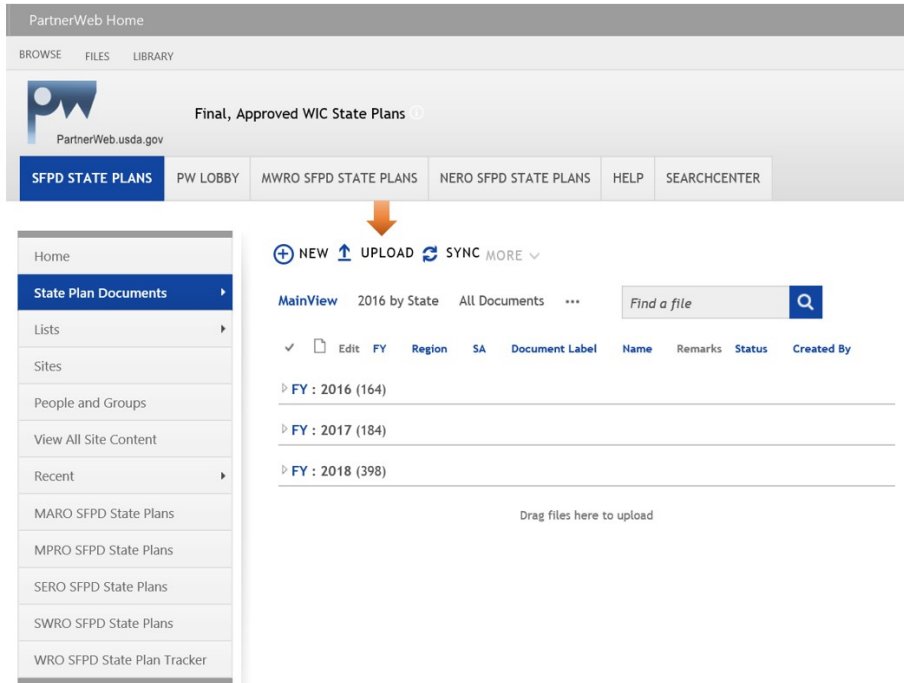 PartnerWeb Home
BROWSE FILES LIBRARY
pw
PartnerWeb.usda.gov
Final, Approved WIC State Plans
SFPD STATE PLANS PW LOBBY MWRO SFPD STATE PLANS NERO SFPD STATE PLANS HELP SEARCHCENTER
Home
State Plan Documents
Lists
Sites
People and Groups
View All Site Content
Recent
MARO SFPD State Plans
MPRO SFPD State Plans
SERO SFPD State Plans
SWRO SFPD State Plans
WRO SFPD State Plan Tracker
NEW UPLOAD SYNC MORE
MainView 2016 by State All Documents ... Find a file
Edit FY Region SA Document Label Name Remarks Status Created By
FY : 2016 (164)
FY : 2017 (184)
FY : 2018 (398)
Drag files here to upload